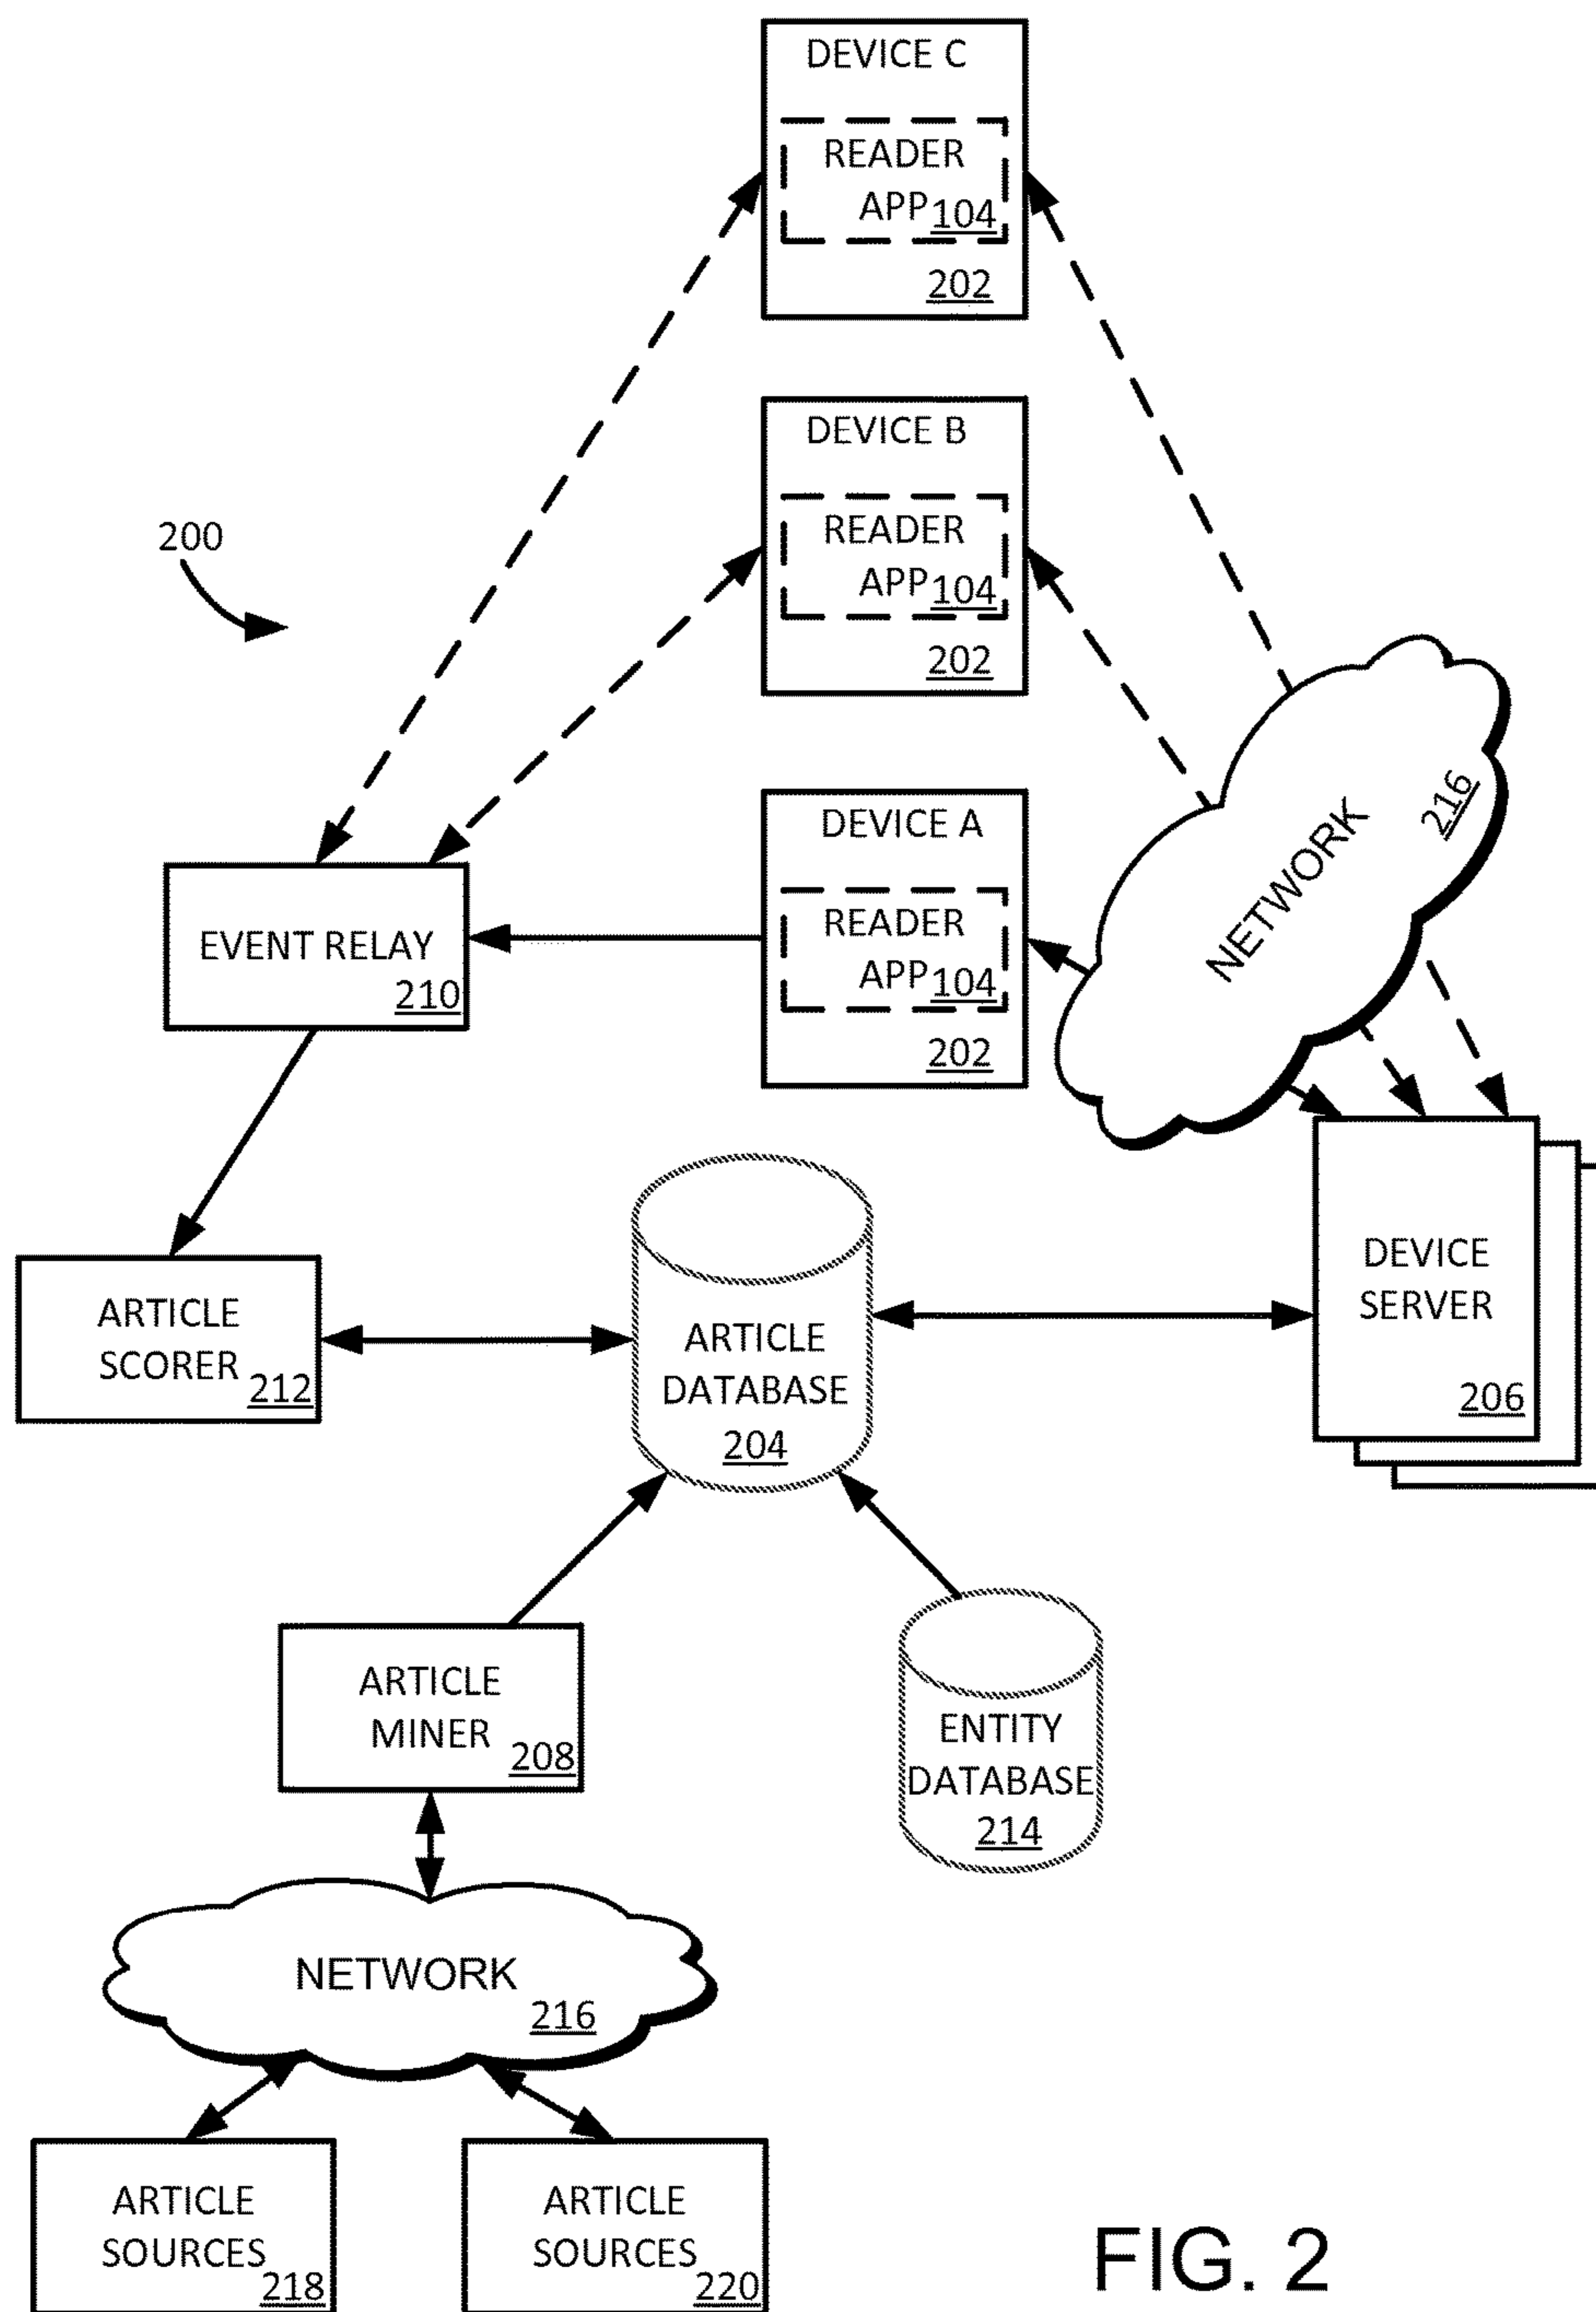 DEVICE C
READER
APP 104
202
DEVICE B
READER
APP 104
202
200
DEVICE A
READER
APP 104
202
NETWORK
216
EVENT RELAY
210
ARTICLE
SCORER
212
ARTICLE
DATABASE
204
DEVICE
SERVER
206
ARTICLE
MINER
208
ENTITY
DATABASE
214
NETWORK
216
ARTICLE
SOURCES
218
ARTICLE
SOURCES
220
FIG. 2